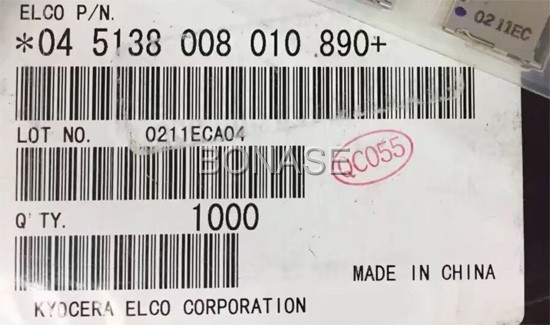 ELCO P/N.
0211EC
*04 5138 008 010 890+
LOT NO. 0211ECA04
BONASE
QC055
Q'TY. 1000
MADE IN CHINA
KYOCERA ELCO CORPORATION